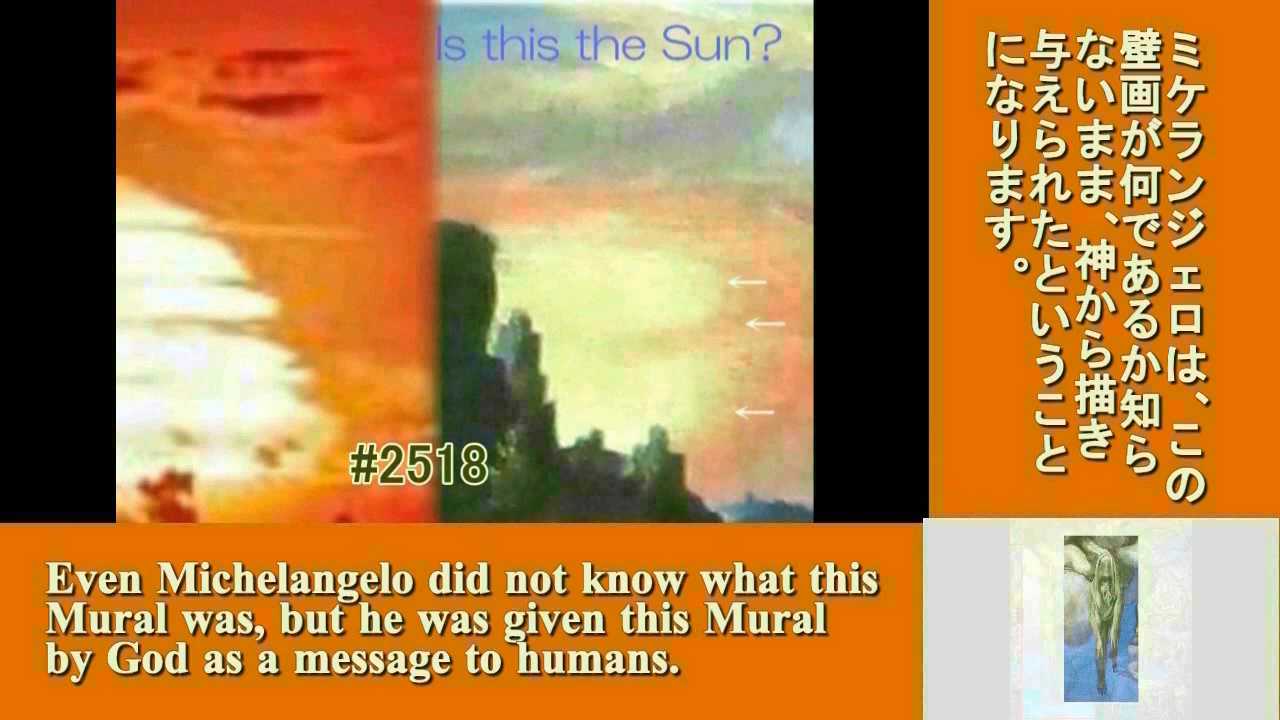 Is this the Sun?
#2518
ミケランジェロは、この
壁画が何であるか知ら
ないまま、神から描き
与えられたということ
になります。
Even Michelangelo did not know what this
Mural was, but he was given this Mural
by God as a message to humans.